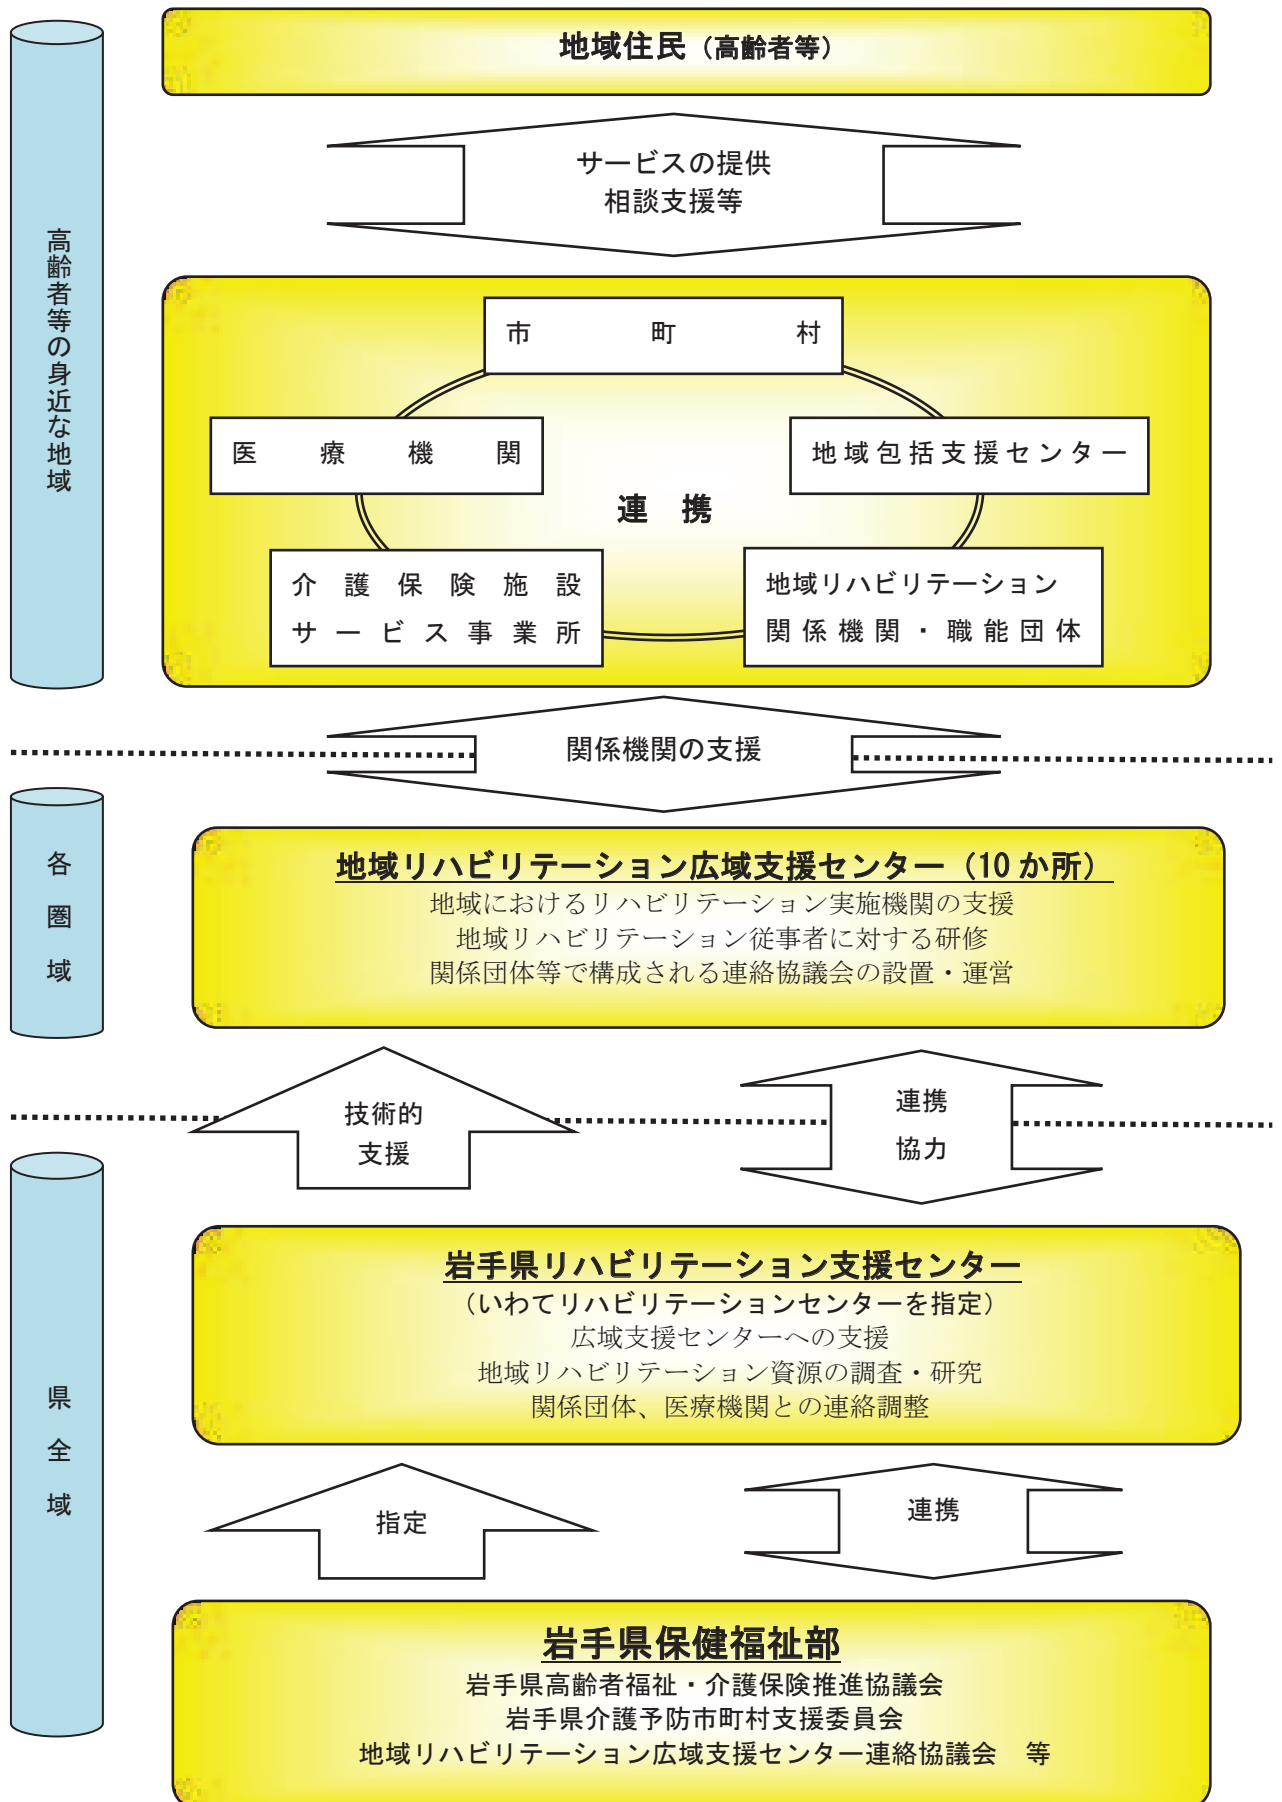 地域住民（高齢者等）
サービスの提供
相談支援等
高齢者等の身近な地域
市町村
医療機関
地域包括支援センター
連携
介護保険施設
サービス事業所
地域リハビリテーション
関係機関・職能団体
関係機関の支援
各圏域
地域リハビリテーション広域支援センター（10か所）
地域におけるリハビリテーション実施機関の支援
地域リハビリテーション従事者に対する研修
関係団体等で構成される連絡協議会の設置・運営
技術的
支援
連携
協力
県全域
岩手県リハビリテーション支援センター
（いわてリハビリテーションセンターを指定）
広域支援センターへの支援
地域リハビリテーション資源の調査・研究
関係団体、医療機関との連絡調整
指定
連携
岩手県保健福祉部
岩手県高齢者福祉・介護保険推進協議会
岩手県介護予防市町村支援委員会
地域リハビリテーション広域支援センター連絡協議会　等